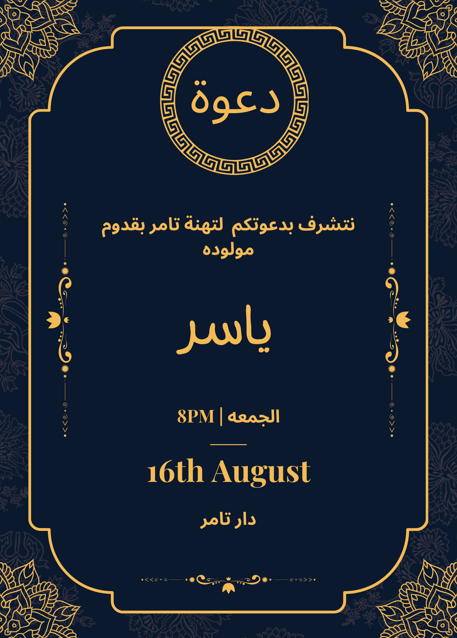 دعوة
نتشرف بدعوتكم لتهنة تامر بقدوم
مولوده
ياسر
الجمعه | 8PM
16th August
دار تامر